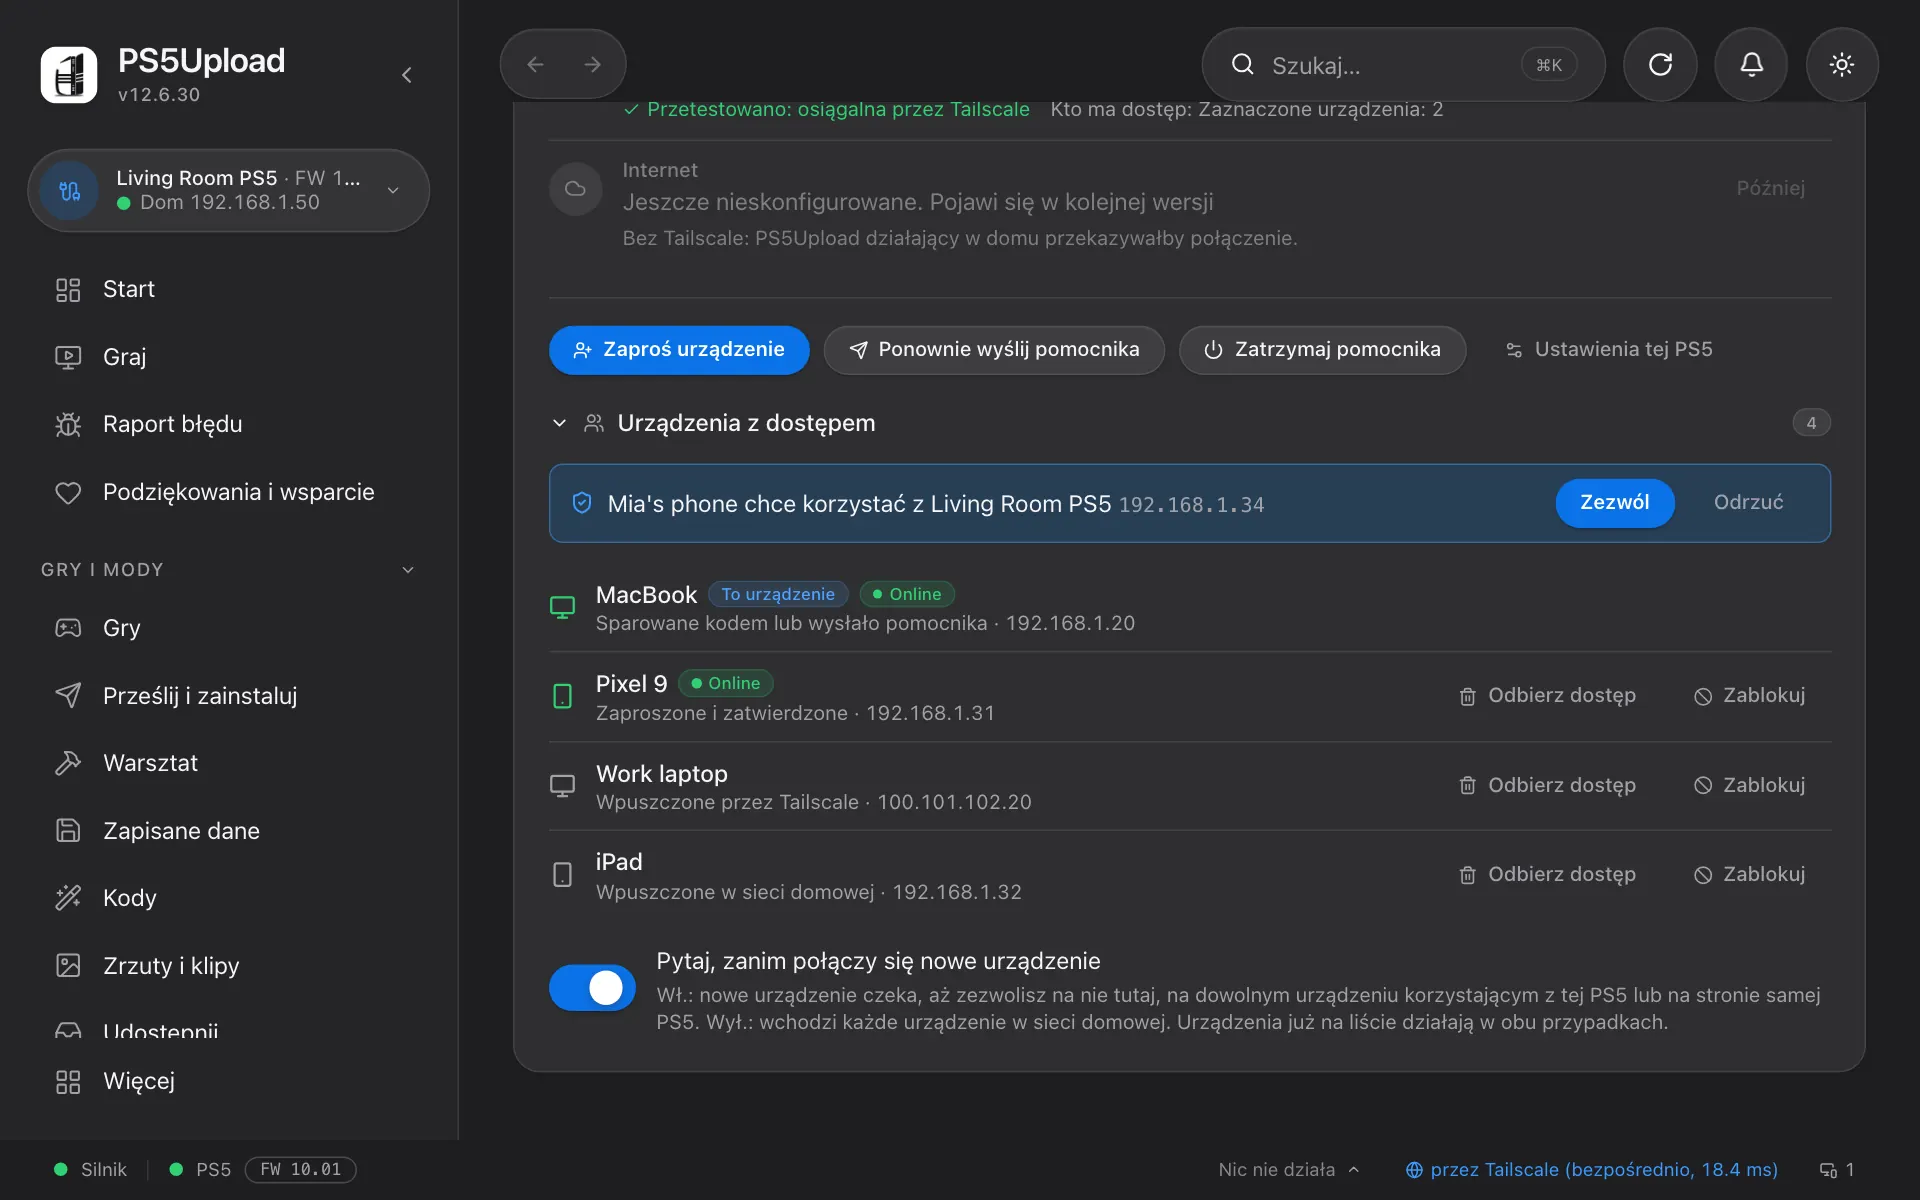 PS5Upload
v12.6.30
Living Room PS5 · FW 1...
Dom 192.168.1.50
Start
Graj
Raport błędu
Podziękowania i wsparcie
GRY I MODY
Gry
Prześlij i zainstaluj
Warsztat
Zapisane dane
Kody
Zrzuty i klipy
Udostępnij
Więcej
Szukaj...
⌘K
Przetestowano: osiągalna przez Tailscale Kto ma dostęp: Zaznaczone urządzenia: 2
Internet
Jeszcze nieskonfigurowane. Pojawi się w kolejnej wersji
Bez Tailscale: PS5Upload działający w domu przekazywałby połączenie.
Później
Zaproś urządzenie
Ponownie wyślij pomocnika
Zatrzymaj pomocnika
Ustawienia tej PS5
Urządzenia z dostępem
4
Mia's phone chce korzystać z Living Room PS5 192.168.1.34
Zezwól
Odrzuć
MacBook To urządzenie Online
Sparowane kodem lub wysłało pomocnika · 192.168.1.20
Pixel 9 Online
Zaproszone i zatwierdzone · 192.168.1.31
Odbierz dostęp
Zablokuj
Work laptop
Wpuszczone przez Tailscale · 100.101.102.20
Odbierz dostęp
Zablokuj
iPad
Wpuszczone w sieci domowej · 192.168.1.32
Odbierz dostęp
Zablokuj
Pytaj, zanim połączy się nowe urządzenie
Wł.: nowe urządzenie czeka, aż zezwolisz na nie tutaj, na dowolnym urządzeniu korzystającym z tej PS5 lub na stronie samej
PS5. Wył.: wchodzi każde urządzenie w sieci domowej. Urządzenia już na liście działają w obu przypadkach.
Silnik
PS5
FW 10.01
Nic nie działa
przez Tailscale (bezpośrednio, 18.4 ms)
1